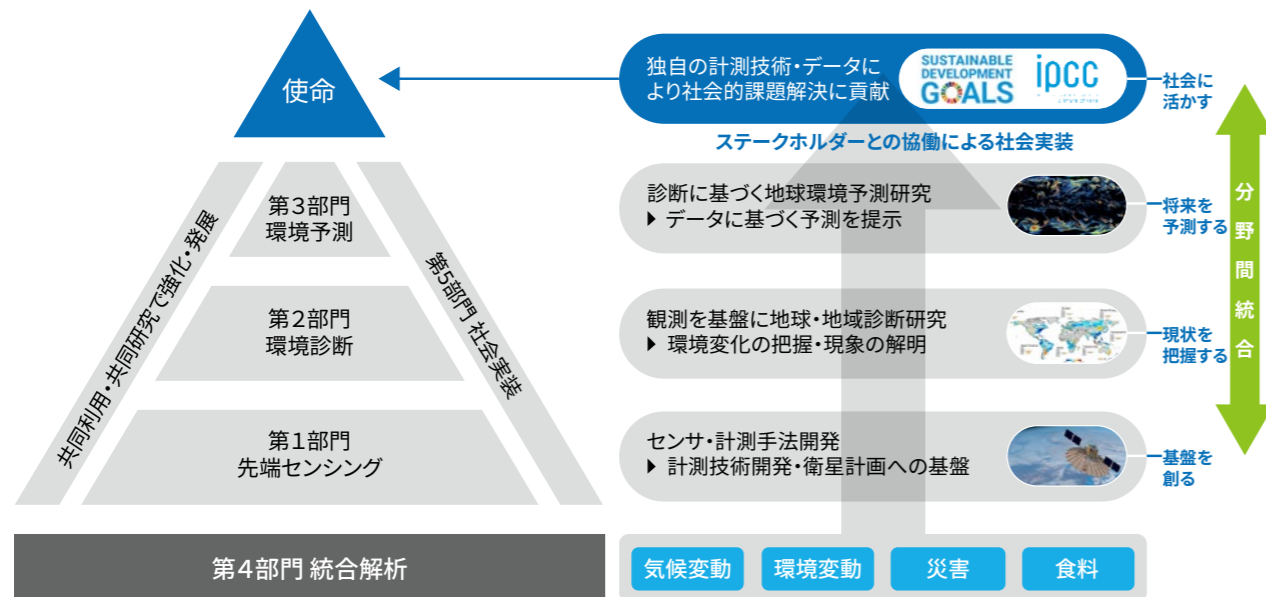 使命
第3部門
環境予測
第2部門
環境診断
第1部門
先端センシング
共同利用・共同研究で強化・発展
第5部門 社会実装
第4部門 統合解析
独自の計測技術・データに
より社会的課題解決に貢献
SUSTAINABLE
DEVELOPMENT
GOALS
ipcc
社会に
活かす
ステークホルダーとの協働による社会実装
診断に基づく地球環境予測研究
▶ データに基づく予測を提示
将来を
予測する
観測を基盤に地球・地域診断研究
▶ 環境変化の把握・現象の解明
現状を
把握する
センサ・計測手法開発
▶ 計測技術開発・衛星計画への基盤
基盤を
創る
分野間統合
気候変動
環境変動
災害
食料